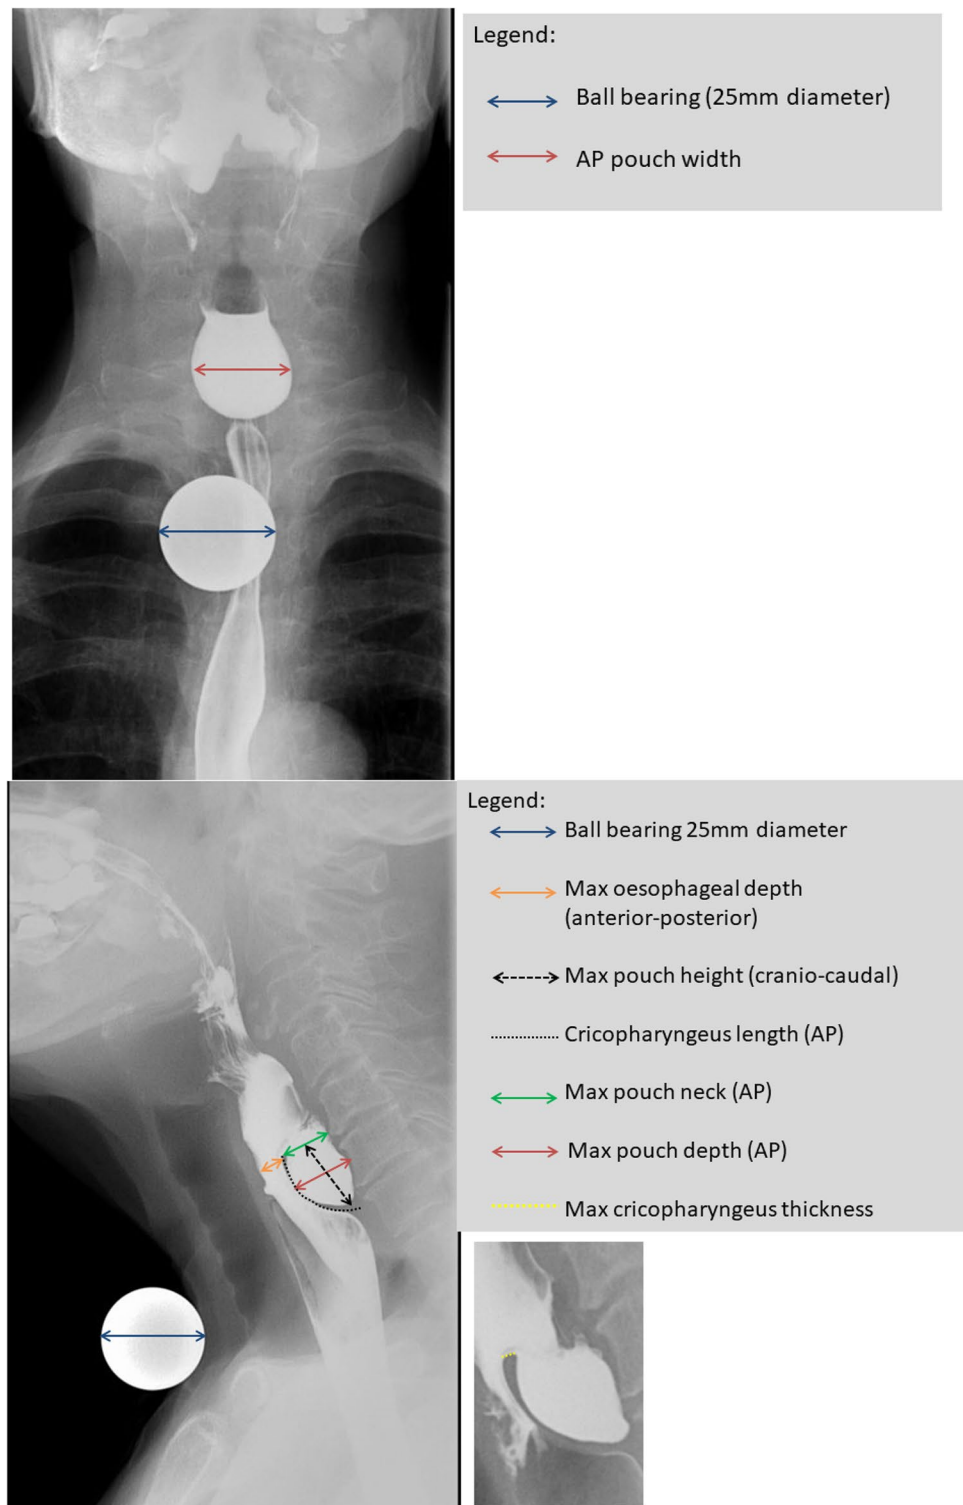 Legend:
Ball bearing (25mm diameter)
AP pouch width
Legend:
Ball bearing 25mm diameter
Max oesophageal depth
(anterior-posterior)
Max pouch height (cranio-caudal)
Cricopharyngeus length (AP)
Max pouch neck (AP)
Max pouch depth (AP)
Max cricopharyngeus thickness